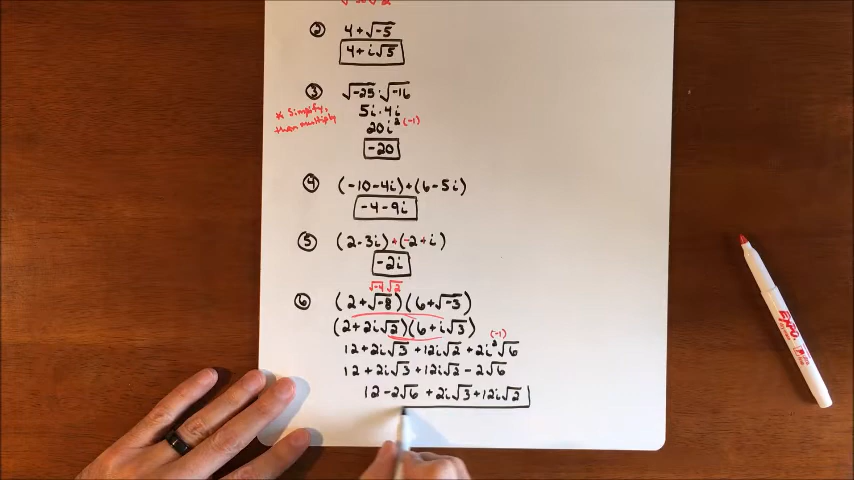 ② 4 + √-5
4 + i√5
③ √-25 · √-16
* Simplify, then multiply
5i · 4i
20i² (-1)
-20
④ (-10 - 4i) + (6 - 5i)
-4 - 9i
⑤ (2 - 3i) + (-2 + i)
-2i
√-4 √2
⑥ (2 + √-8)(6 + √-3)
(2 + 2i√2)(6 + i√3)
(-1)
12 + 2i√3 + 12i√2 + 2i²√6
12 + 2i√3 + 12i√3 - 2√6
12 - 2√6 + 2i√3 + 12i√2
EXPO